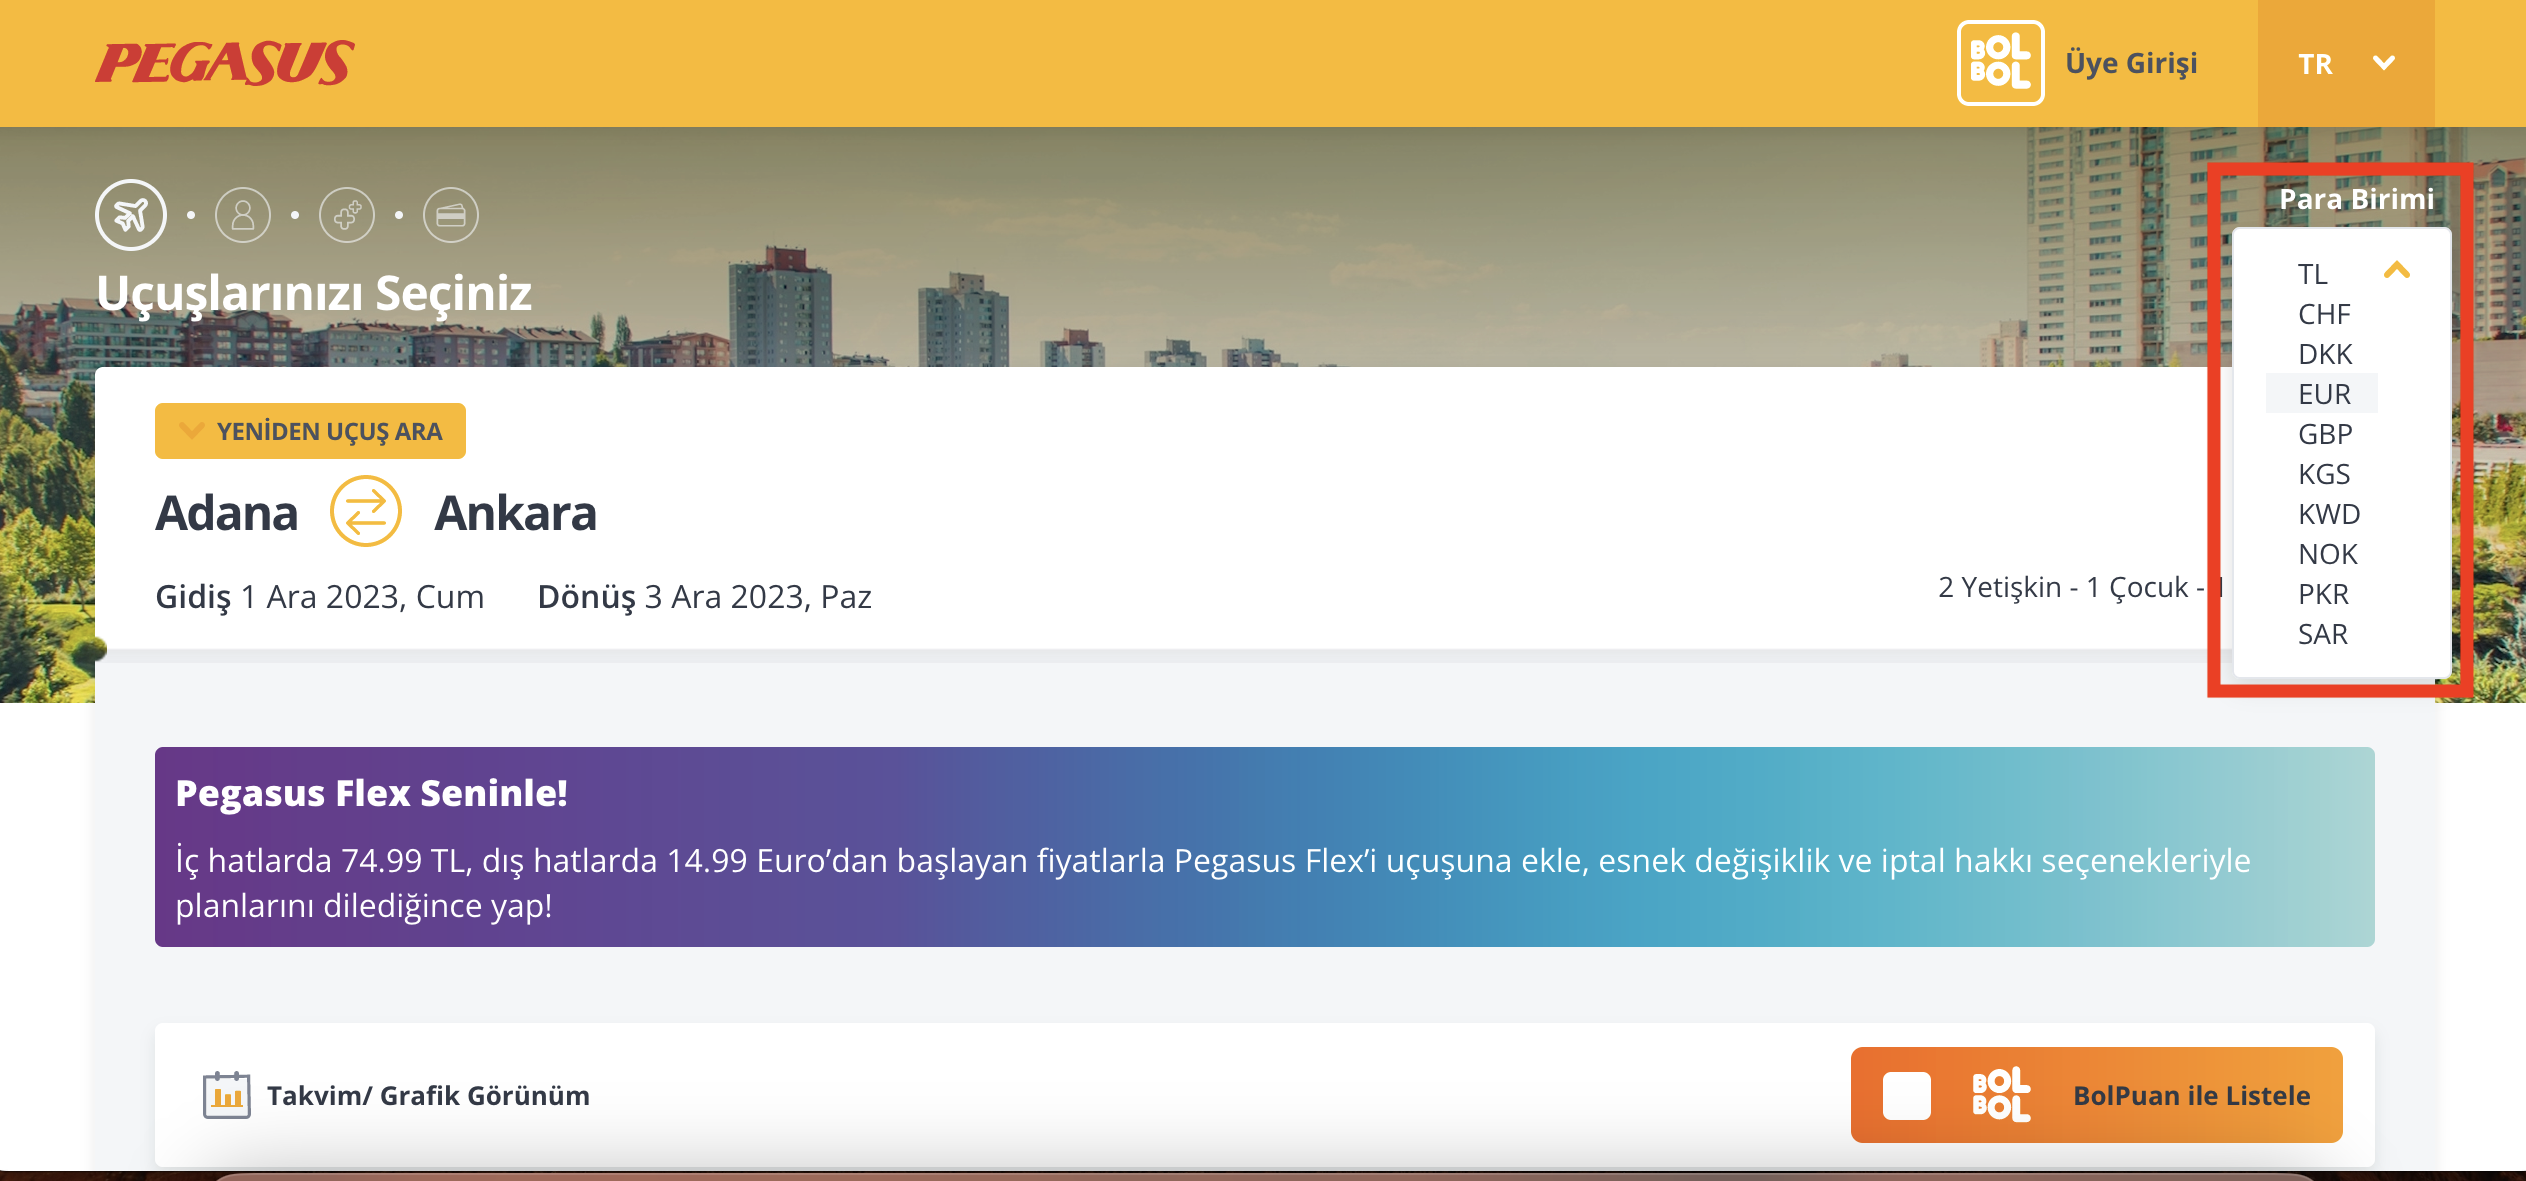 PEGASUS
BOL
BOL
Üye Girişi
TR
Para Birimi
Uçuşlarınızı Seçiniz
TL
CHF
DKK
EUR
GBP
KGS
KWD
NOK
PKR
SAR
YENİDEN UÇUŞ ARA
Adana
Ankara
Gidiş 1 Ara 2023, Cum
Dönüş 3 Ara 2023, Paz
2 Yetişkin - 1 Çocuk -
Pegasus Flex Seninle!
İç hatlarda 74.99 TL, dış hatlarda 14.99 Euro’dan başlayan fiyatlarla Pegasus Flex’i uçuşuna ekle, esnek değişiklik ve iptal hakkı seçenekleriyle
planlarını dilediğince yap!
Takvim/ Grafik Görünüm
BOL
BOL
BolPuan ile Listele